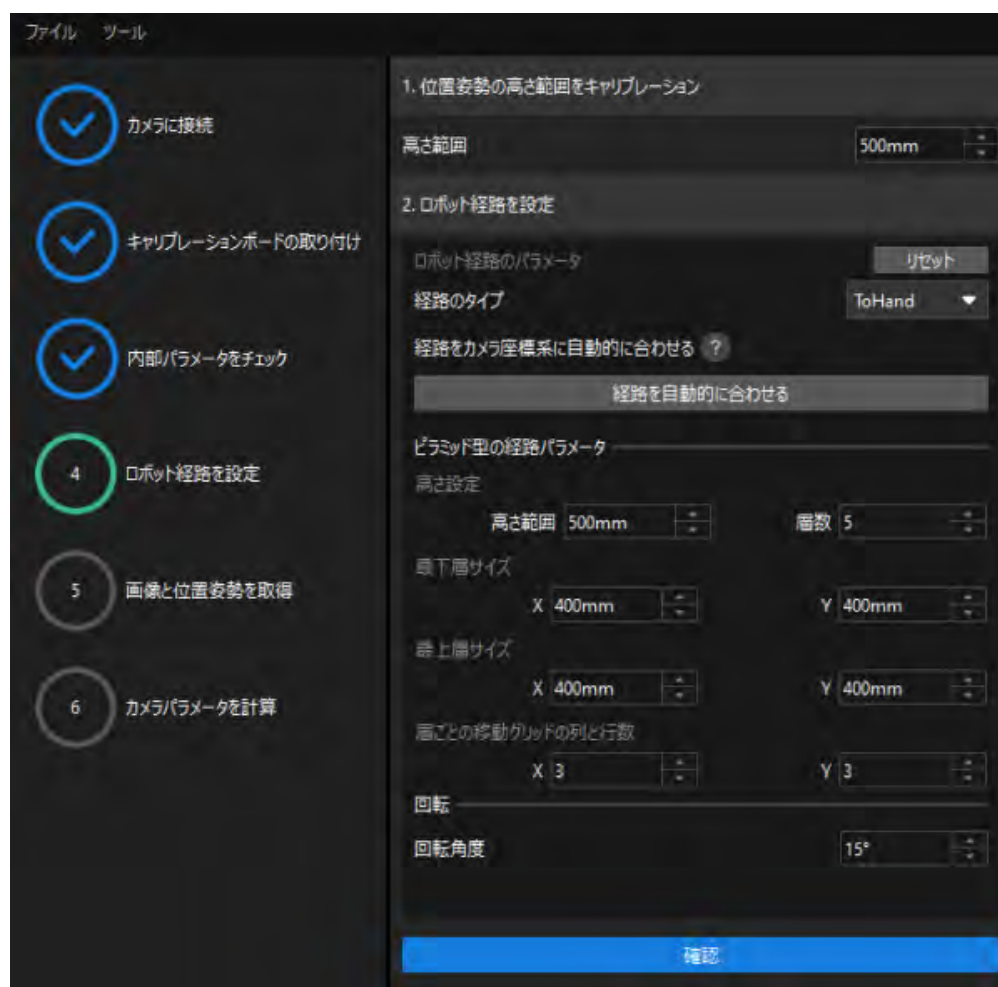 ファイル ツール
カメラに接続
キャリブレーションボードの取り付け
内部パラメータをチェック
4 ロボット経路を設定
5 画像と位置姿勢を取得
6 カメラパラメータを計算
1. 位置姿勢の高さ範囲をキャリブレーション
高さ範囲 500mm
2. ロボット経路を設定
ロボット経路のパラメータ リセット
経路のタイプ ToHand
経路をカメラ座標系に自動的に合わせる ?
経路を自動的に合わせる
ピラミッド型の経路パラメータ
高さ設定
高さ範囲 500mm 層数 5
最下層サイズ
X 400mm Y 400mm
最上層サイズ
X 400mm Y 400mm
層ごとの移動グリッドの列と行数
X 3 Y 3
回転
回転角度 15°
確認